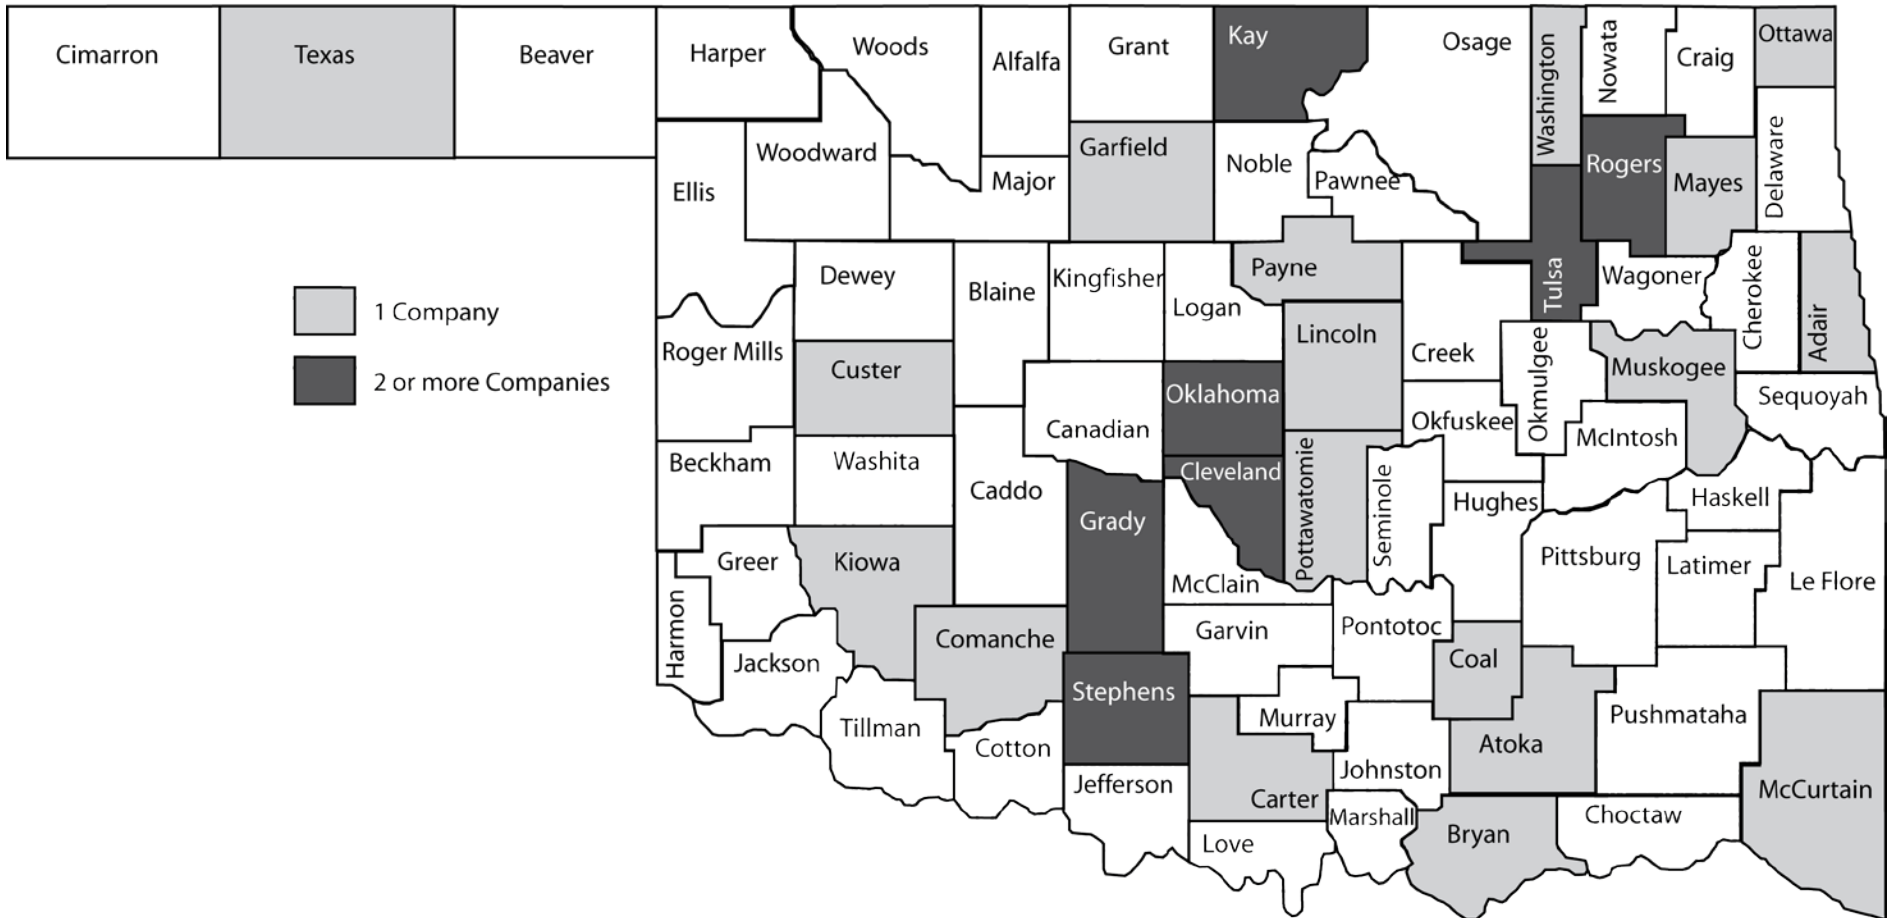 Cimarron
Texas
Beaver
Harper
Woods
Alfalfa
Grant
Kay
Osage
Washington
Nowata
Craig
Ottawa
Woodward
Ellis
Major
Garfield
Noble
Pawnee
Rogers
Mayes
Delaware
Dewey
Blaine
Kingfisher
Logan
Payne
Tulsa
Wagoner
Cherokee
Adair
1 Company
2 or more Companies
Roger Mills
Custer
Lincoln
Creek
Okmulgee
Muskogee
Sequoyah
Oklahoma
Canadian
Okfuskee
McIntosh
Beckham
Washita
Caddo
Cleveland
Pottawatomie
Seminole
Hughes
Haskell
Grady
Greer
Kiowa
McClain
Pittsburg
Latimer
Le Flore
Harmon
Jackson
Comanche
Garvin
Pontotoc
Coal
Stephens
Tillman
Cotton
Murray
Atoka
Pushmataha
Jefferson
Carter
Johnston
Marshall
Bryan
Choctaw
McCurtain
Love